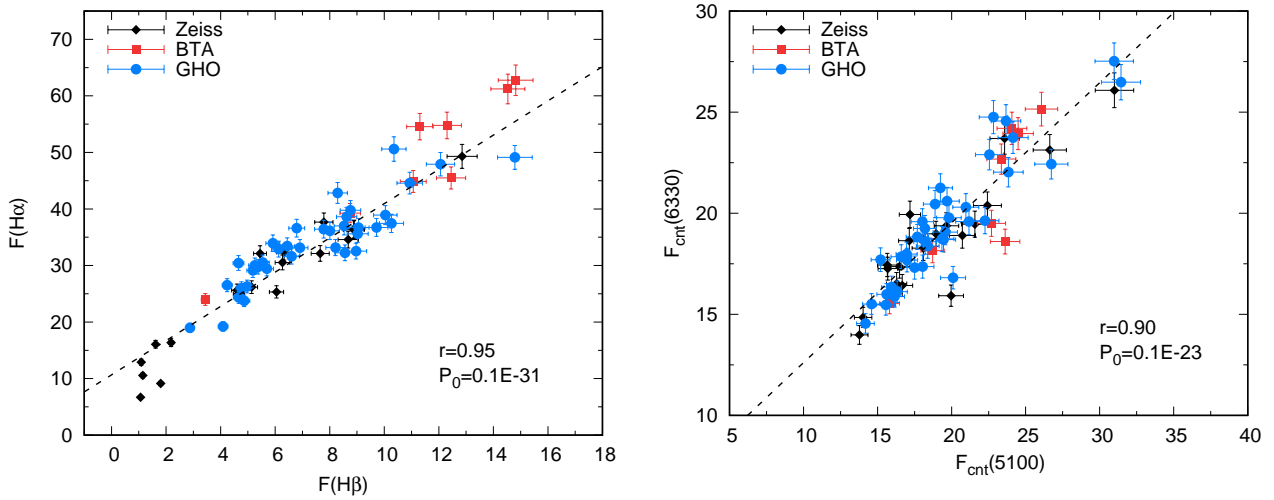 Zeiss
BTA
GHO
70
60
50
40
30
20
10
0
F(Hα)
r=0.95
P0=0.1E-31
0 2 4 6 8 10 12 14 16 18
F(Hβ)
Zeiss
BTA
GHO
30
25
20
15
10
Fcnt(6330)
r=0.90
P0=0.1E-23
5 10 15 20 25 30 35 40
Fcnt(5100)